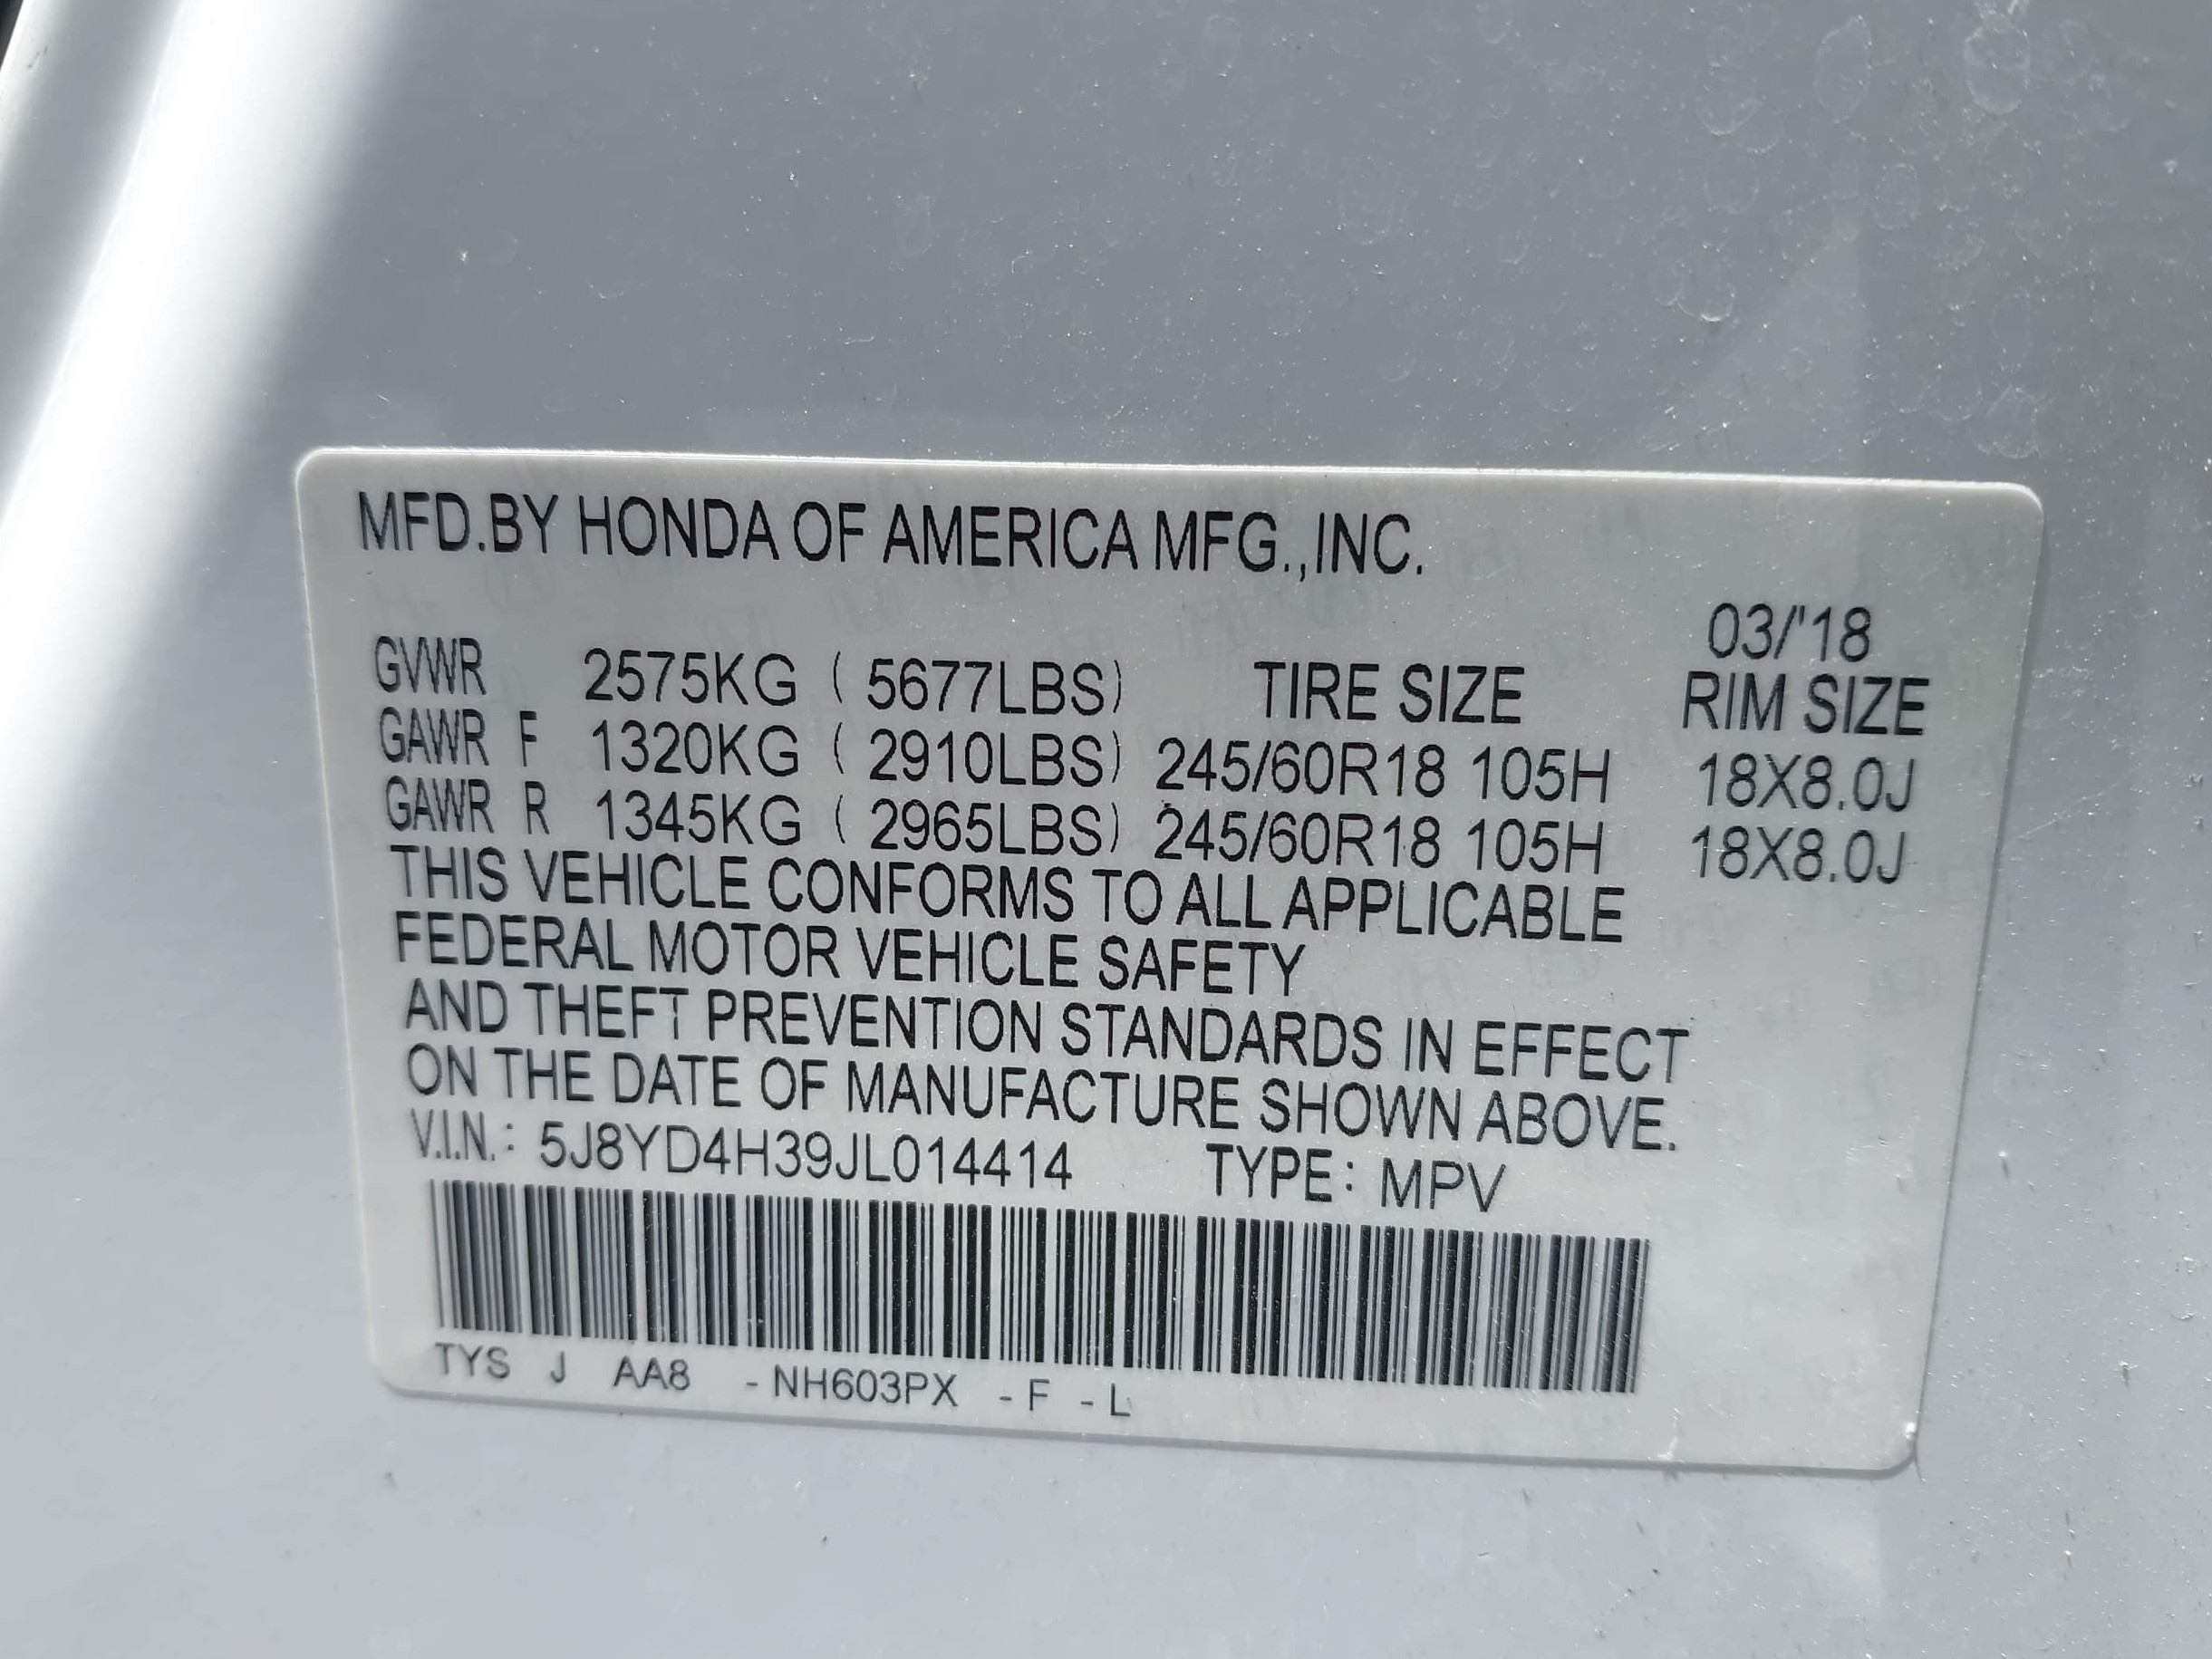 MFD.BY HONDA OF AMERICA MFG.,INC.
03/'18
GVWR 2575KG ( 5677LBS) TIRE SIZE RIM SIZE
GAWR F 1320KG ( 2910LBS) 245/60R18 105H 18X8.0J
GAWR R 1345KG ( 2965LBS) 245/60R18 105H 18X8.0J
THIS VEHICLE CONFORMS TO ALL APPLICABLE
FEDERAL MOTOR VEHICLE SAFETY
AND THEFT PREVENTION STANDARDS IN EFFECT
ON THE DATE OF MANUFACTURE SHOWN ABOVE.
V.I.N.: 5J8YD4H39JL014414 TYPE: MPV
TYS J AA8 -NH603PX -F -L